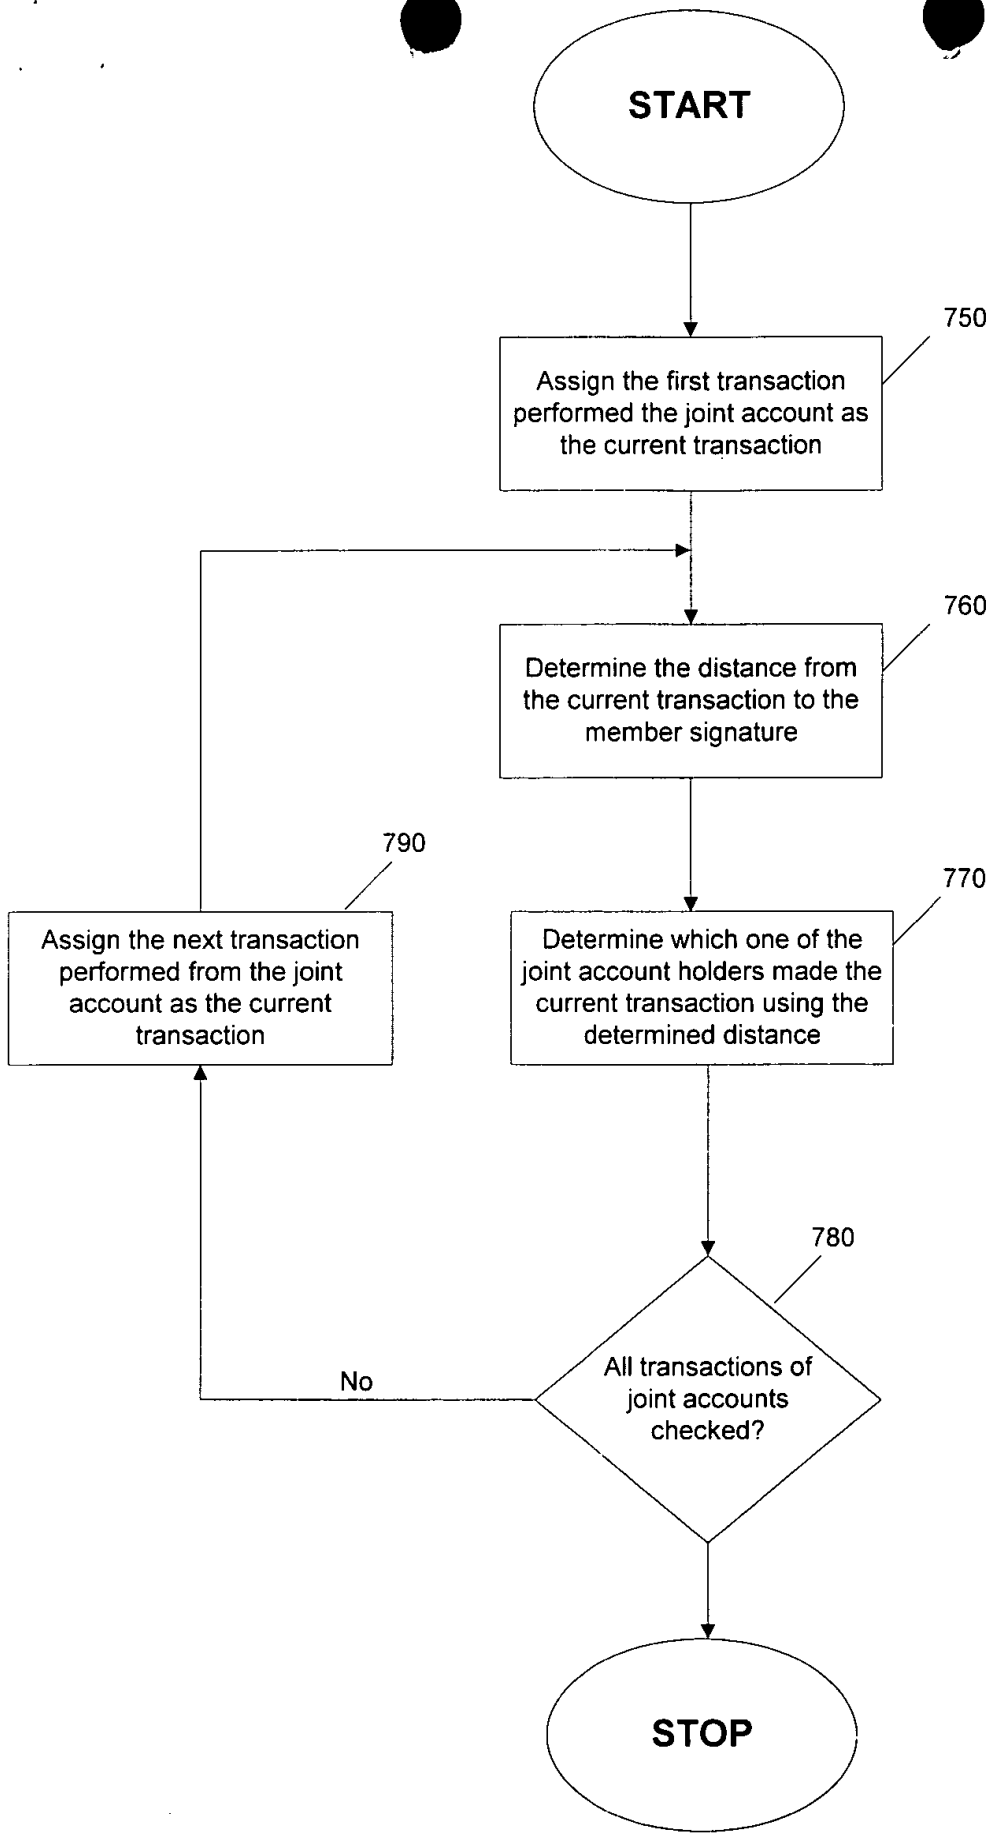 START
750
Assign the first transaction
performed the joint account as
the current transaction
760
Determine the distance from
the current transaction to the
member signature
790
770
Assign the next transaction
performed from the joint
account as the current
transaction
Determine which one of the
joint account holders made the
current transaction using the
determined distance
780
All transactions of
joint accounts
checked?
No
STOP